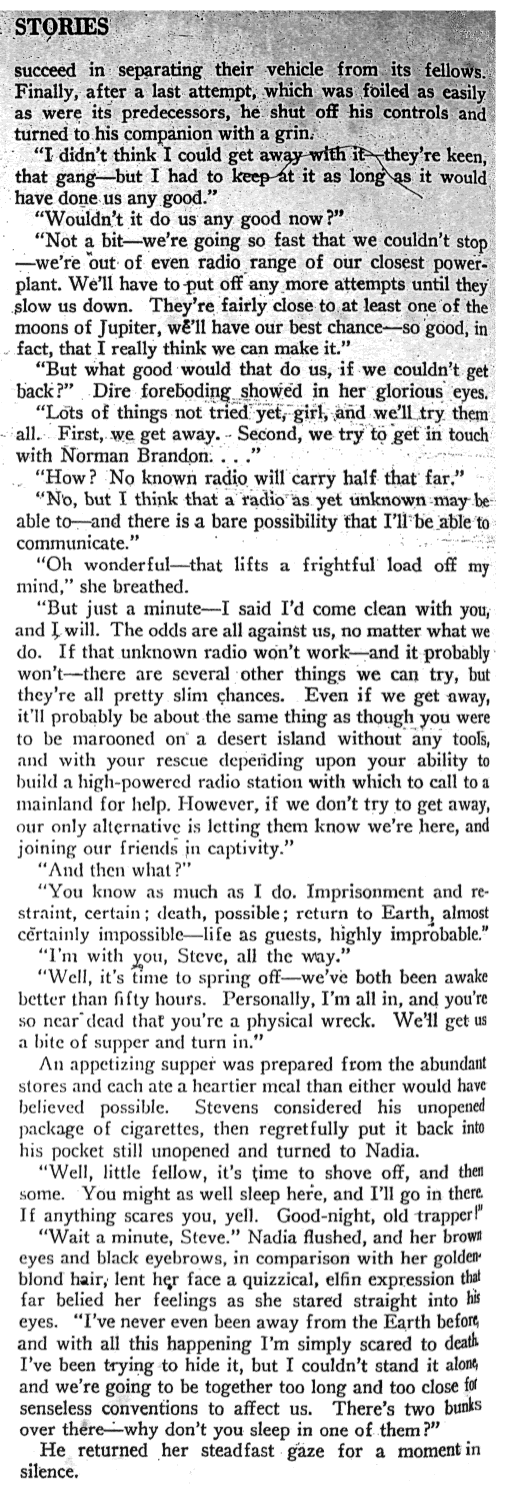 STORIES
succeed in separating their vehicle from its fellows.
Finally, after a last attempt, which was foiled as easily
as were its predecessors, he shut off his controls and
turned to his companion with a grin.
"I didn't think I could get away with it—they're keen,
that gang—but I had to keep at it as long as it would
have done us any good."
"Wouldn't it do us any good now?"
"Not a bit—we're going so fast that we couldn't stop
—we're out of even radio range of our closest power-
plant. We'll have to put off any more attempts until they
slow us down. They're fairly close to at least one of the
moons of Jupiter, we'll have our best chance—so good, in
fact, that I really think we can make it."
"But what good would that do us, if we couldn't get
back?" Dire foreboding showed in her glorious eyes.
"Lots of things not tried yet, girl, and we'll try them
all. First, we get away. Second, we try to get in touch
with Norman Brandon. . . ."
"How? No known radio will carry half that far."
"No, but I think that a radio as yet unknown may be
able to—and there is a bare possibility that I'll be able to
communicate."
"Oh wonderful—that lifts a frightful load off my
mind," she breathed.
"But just a minute—I said I'd come clean with you,
and I will. The odds are all against us, no matter what we
do. If that unknown radio won't work—and it probably
won't—there are several other things we can try, but
they're all pretty slim chances. Even if we get away,
it'll probably be about the same thing as though you were
to be marooned on a desert island without any tools,
and with your rescue depending upon your ability to
build a high-powered radio station with which to call to a
mainland for help. However, if we don't try to get away,
our only alternative is letting them know we're here, and
joining our friends in captivity."
"And then what?"
"You know as much as I do. Imprisonment and re-
straint, certain; death, possible; return to Earth, almost
certainly impossible—life as guests, highly improbable."
"I'm with you, Steve, all the way."
"Well, it's time to spring off—we've both been awake
better than fifty hours. Personally, I'm all in, and you're
so near dead that you're a physical wreck. We'll get us
a bite of supper and turn in."
An appetizing supper was prepared from the abundant
stores and each ate a heartier meal than either would have
believed possible. Stevens considered his unopened
package of cigarettes, then regretfully put it back into
his pocket still unopened and turned to Nadia.
"Well, little fellow, it's time to shove off, and then
some. You might as well sleep here, and I'll go in there.
If anything scares you, yell. Good-night, old trapper!"
"Wait a minute, Steve." Nadia flushed, and her brown
eyes and black eyebrows, in comparison with her golden-
blond hair, lent her face a quizzical, elfin expression that
far belied her feelings as she stared straight into his
eyes. "I've never even been away from the Earth before,
and with all this happening I'm simply scared to death.
I've been trying to hide it, but I couldn't stand it alone,
and we're going to be together too long and too close for
senseless conventions to affect us. There's two bunks
over there—why don't you sleep in one of them?"
He returned her steadfast gaze for a moment in
silence.